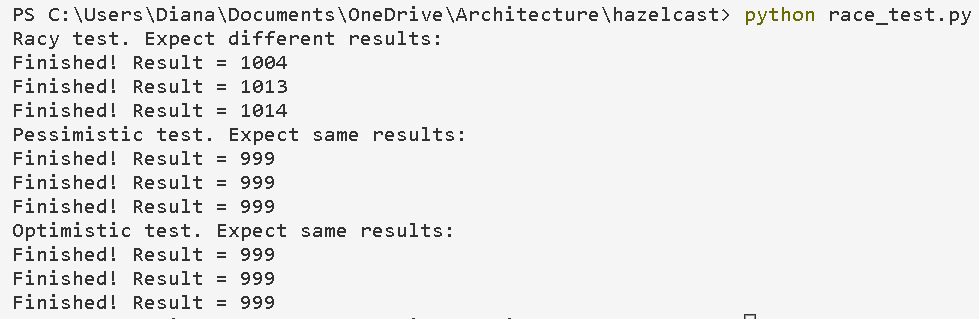 PS C:\Users\Diana\Documents\OneDrive\Architecture\hazelcast> python race_test.py
Racy test. Expect different results:
Finished! Result = 1004
Finished! Result = 1013
Finished! Result = 1014
Pessimistic test. Expect same results:
Finished! Result = 999
Finished! Result = 999
Finished! Result = 999
Optimistic test. Expect same results:
Finished! Result = 999
Finished! Result = 999
Finished! Result = 999